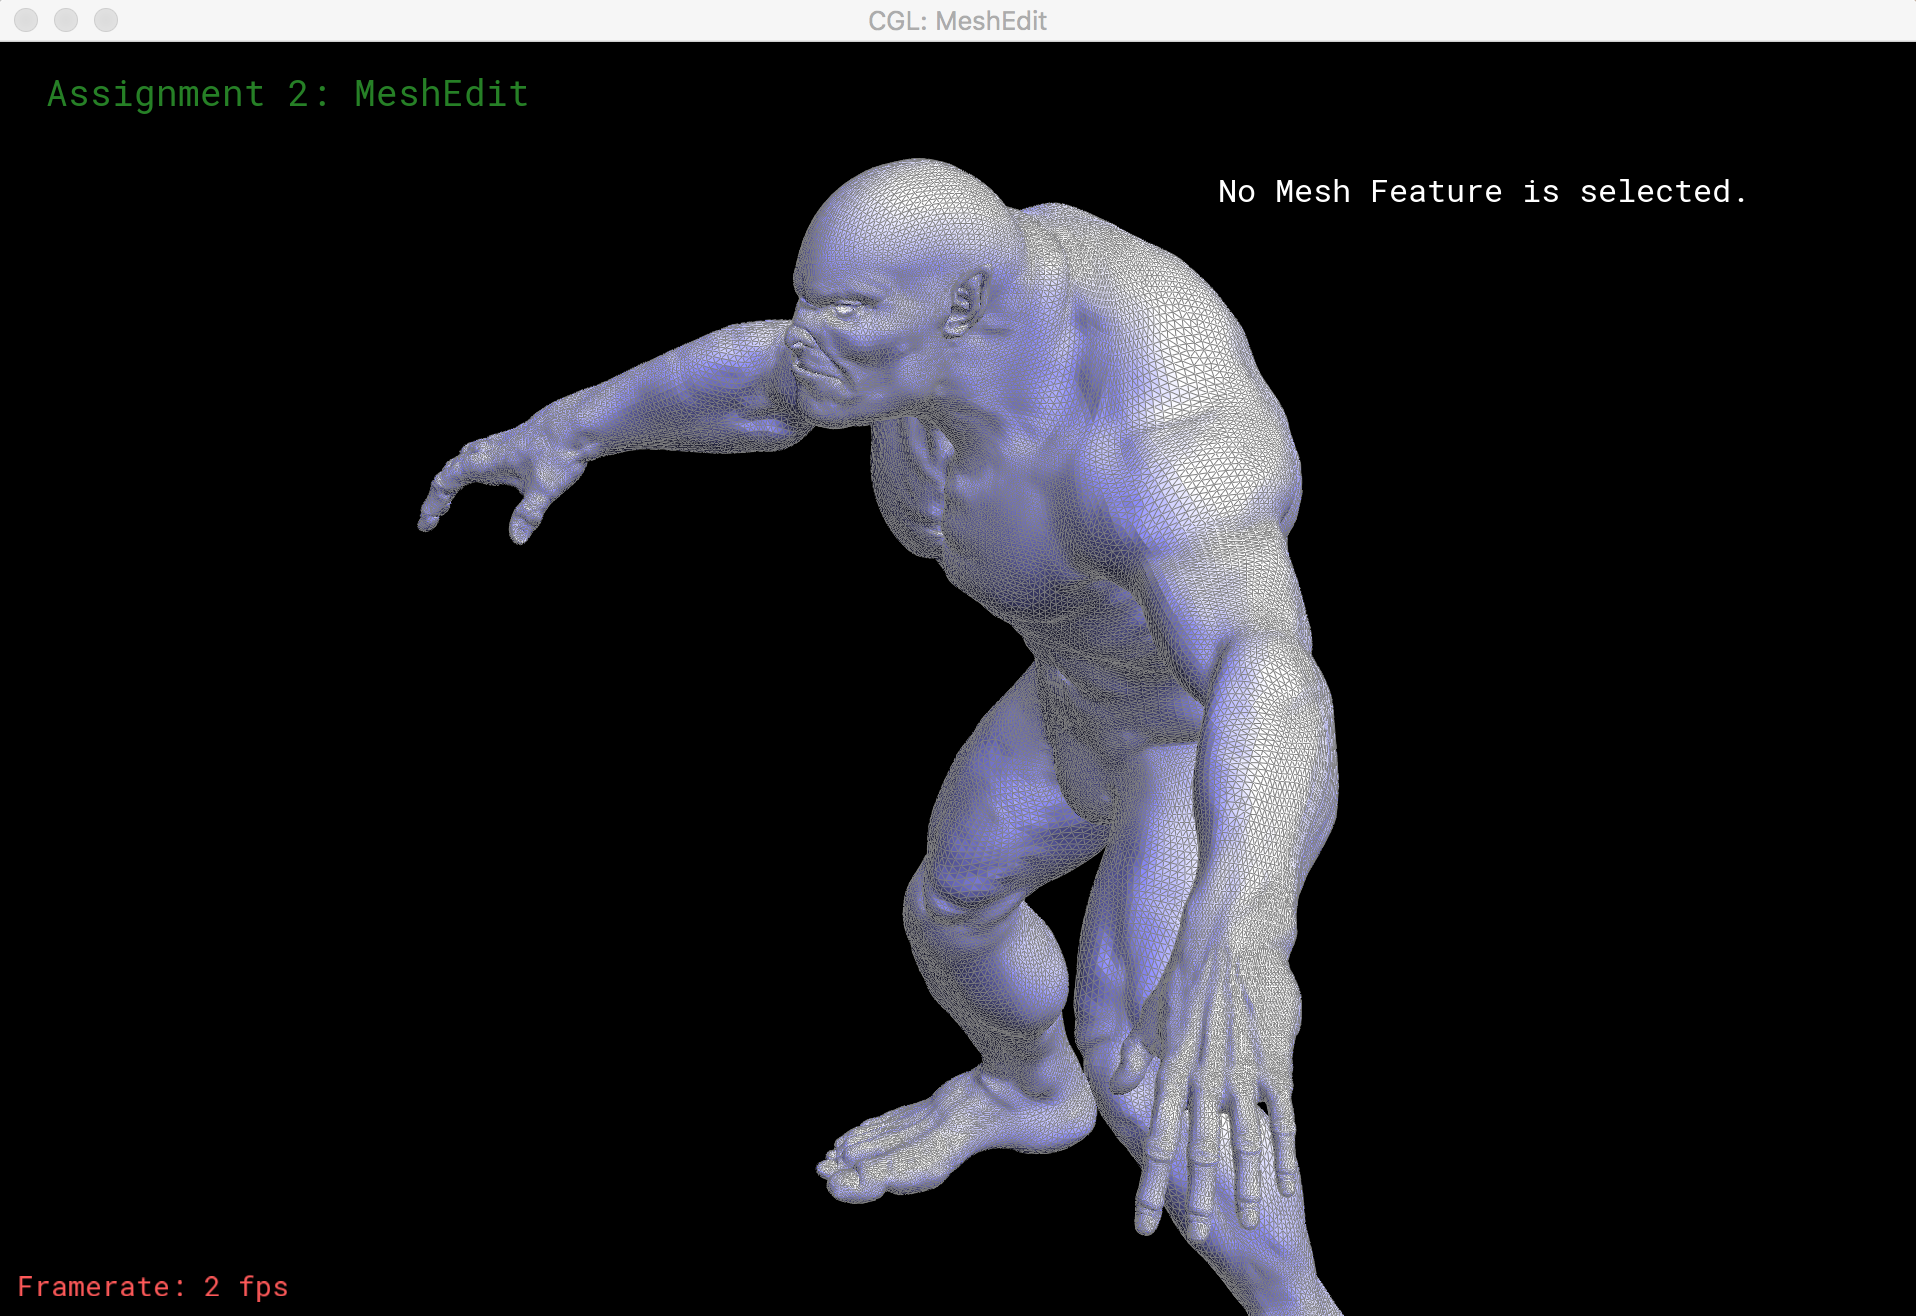 CGL: MeshEdit
Assignment 2: MeshEdit
No Mesh Feature is selected.
Framerate: 2 fps